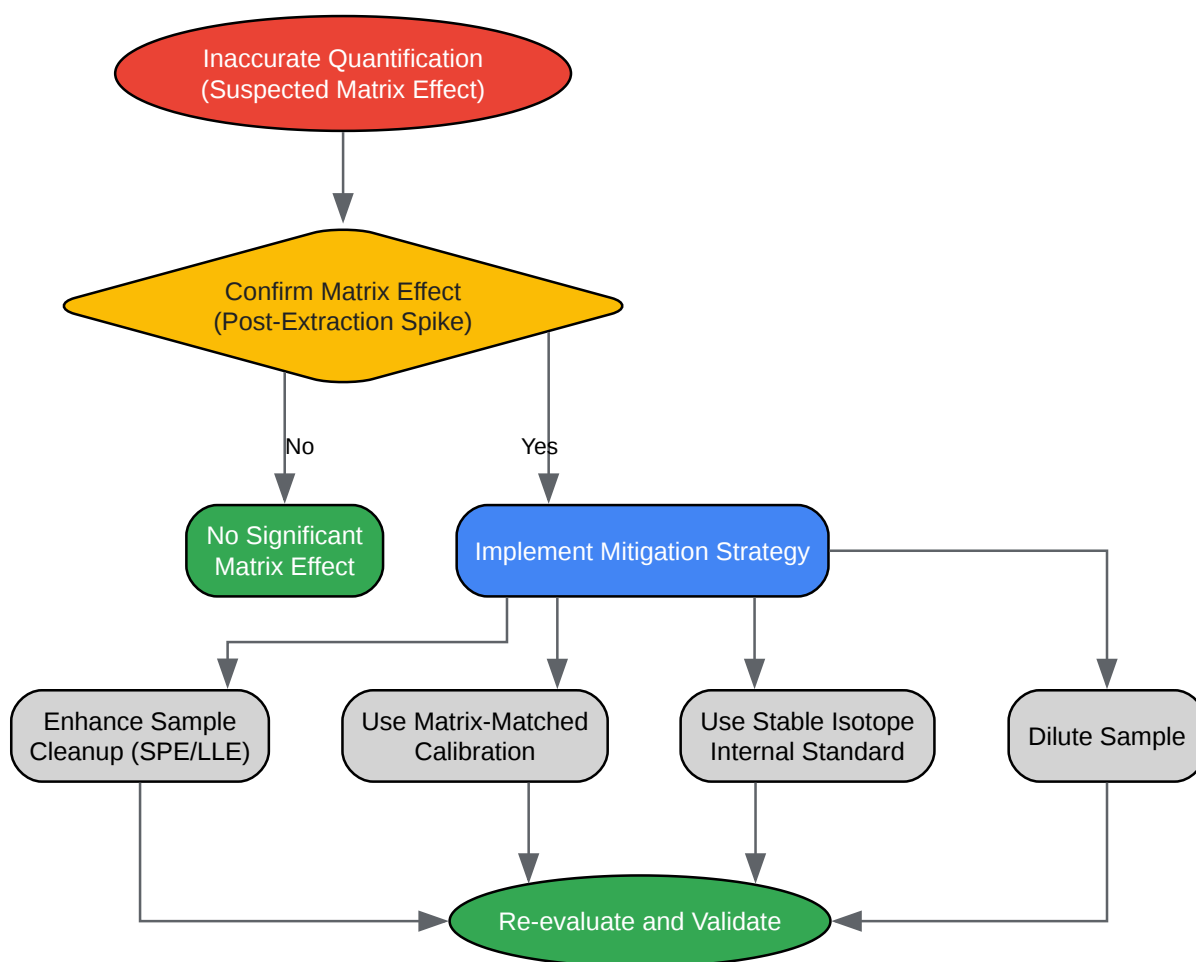 Inaccurate Quantification
(Suspected Matrix Effect)
Confirm Matrix Effect
(Post-Extraction Spike)
No
Yes
No Significant
Matrix Effect
Implement Mitigation Strategy
Enhance Sample
Cleanup (SPE/LLE)
Use Matrix-Matched
Calibration
Use Stable Isotope
Internal Standard
Dilute Sample
Re-evaluate and Validate